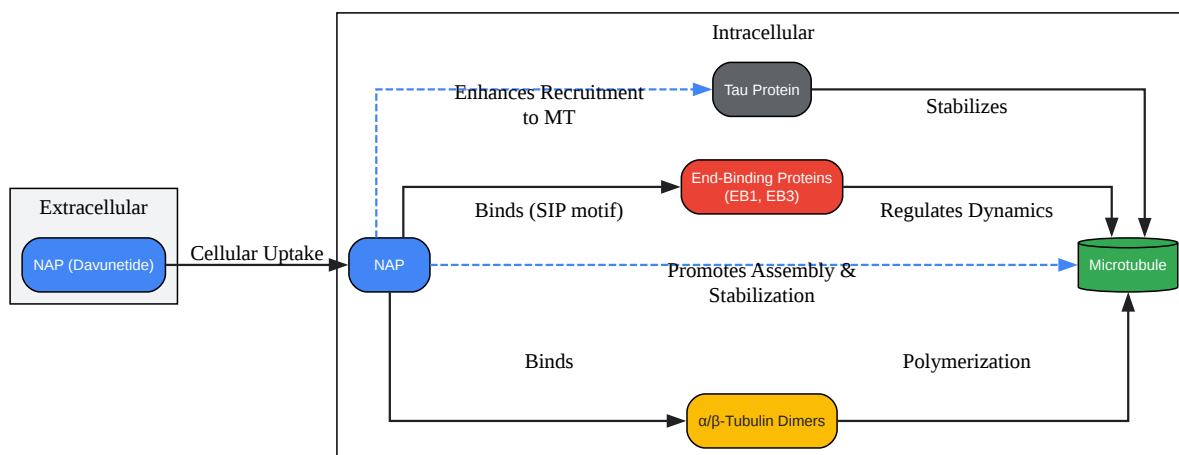 Intracellular
Tau Protein
Enhances Recruitment
to MT
Stabilizes
End-Binding Proteins
(EB1, EB3)
Extracellular
Binds (SIP motif)
Regulates Dynamics
NAP (Davunetide)
Cellular Uptake
NAP
Promotes Assembly &
Stabilization
Microtubule
Binds
Polymerization
α/β-Tubulin Dimers